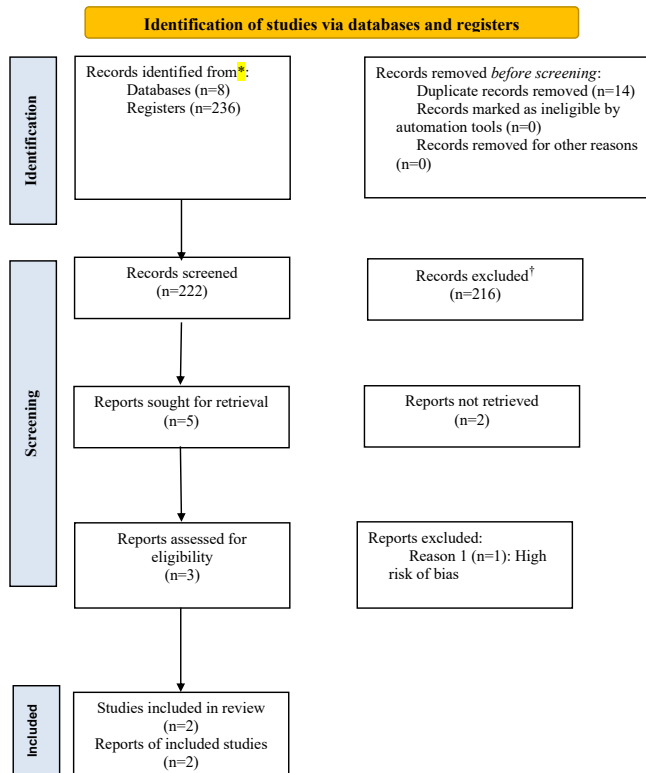 Identification of studies via databases and registers
Identification
Records identified from*:
Databases (n=8)
Registers (n=236)
Records removed before screening:
Duplicate records removed (n=14)
Records marked as ineligible by
automation tools (n=0)
Records removed for other reasons
(n=0)
Screening
Records screened
(n=222)
Records excluded†
(n=216)
Reports sought for retrieval
(n=5)
Reports not retrieved
(n=2)
Reports assessed for
eligibility
(n=3)
Reports excluded:
Reason 1 (n=1): High
risk of bias
Included
Studies included in review
(n=2)
Reports of included studies
(n=2)